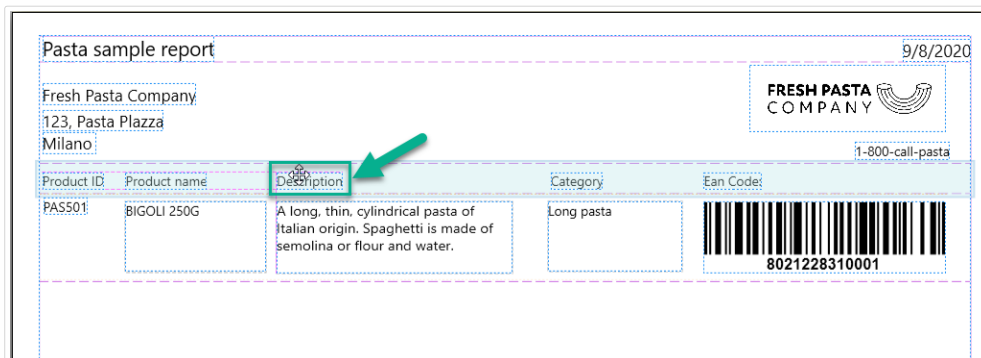 Pasta sample report
9/8/2020
Fresh Pasta Company
123, Pasta Plazza
Milano
FRESH PASTA
COMPANY
1-800-call-pasta
Product ID Product name Description Category Ean Code:
PAS501 BIGOLI 250G A long, thin, cylindrical pasta of Long pasta
Italian origin. Spaghetti is made of
semolina or flour and water.
8021228310001